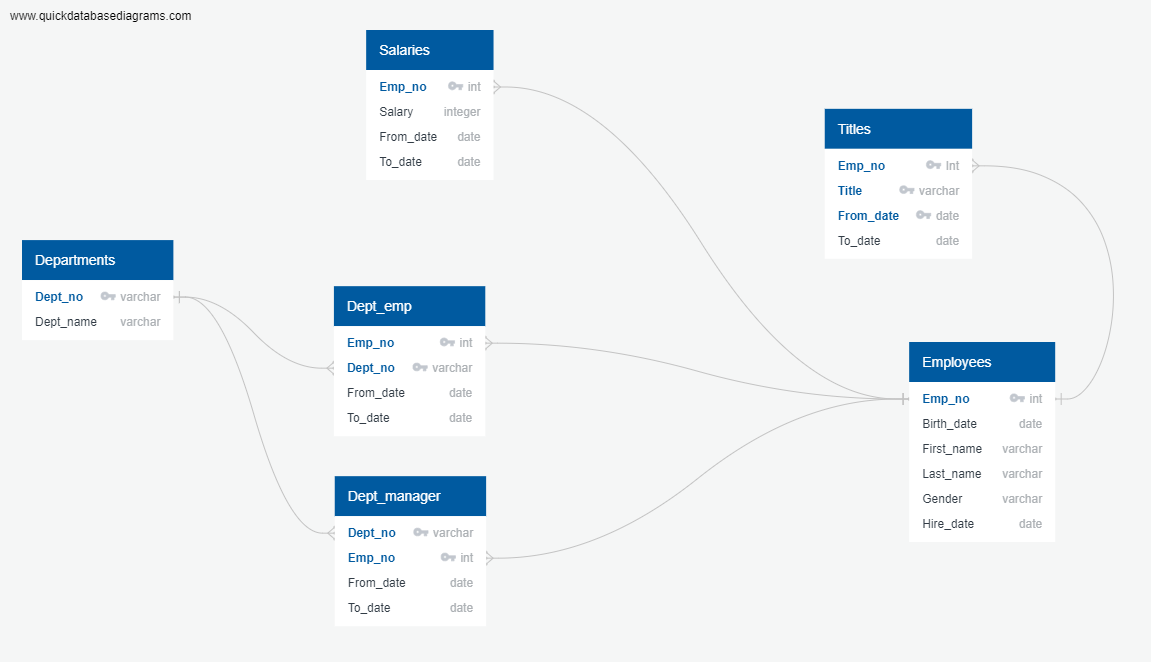 www.quickdatabasediagrams.com
Salaries
Emp_no int
Salary integer
From_date date
To_date date
Titles
Emp_no Int
Title varchar
From_date date
To_date date
Departments
Dept_no varchar
Dept_name varchar
Dept_emp
Emp_no int
Dept_no varchar
From_date date
To_date date
Employees
Emp_no int
Birth_date date
First_name varchar
Last_name varchar
Gender varchar
Hire_date date
Dept_manager
Dept_no varchar
Emp_no int
From_date date
To_date date